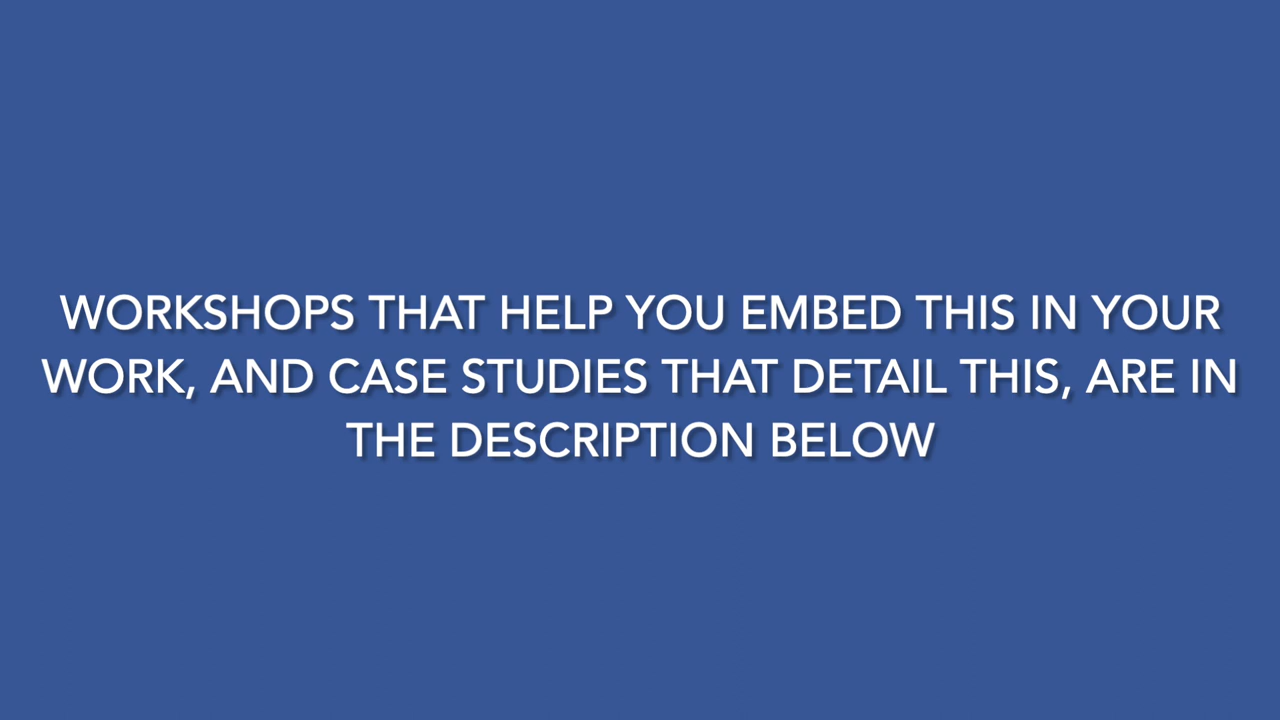 WORKSHOPS THAT HELP YOU EMBED THIS IN YOUR
WORK, AND CASE STUDIES THAT DETAIL THIS, ARE IN
THE DESCRIPTION BELOW